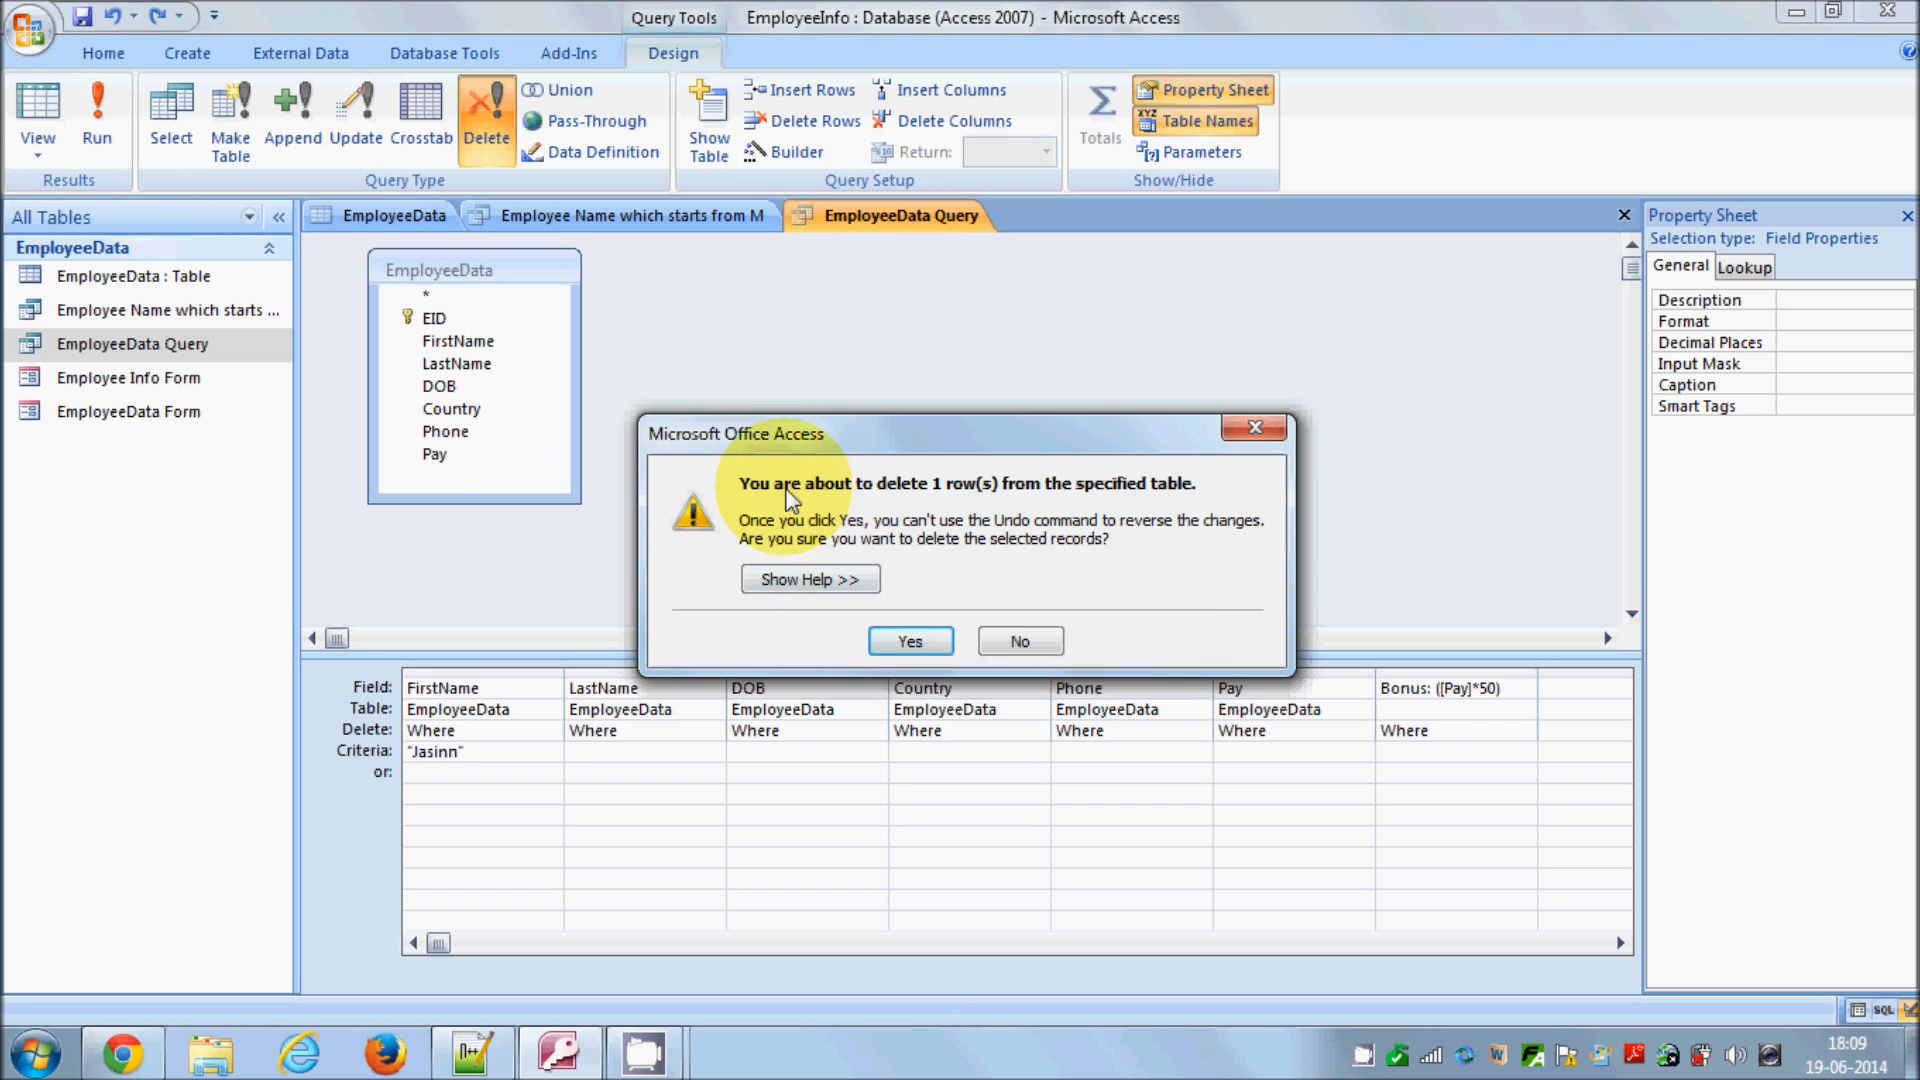 Query Tools
EmployeeInfo : Database (Access 2007) - Microsoft Access
Home
Create
External Data
Database Tools
Add-Ins
Design
View
Run
Results
Select
Make Table
Append
Update
Crosstab
Delete
Union
Pass-Through
Data Definition
Query Type
Show Table
Insert Rows
Delete Rows
Builder
Insert Columns
Delete Columns
Return:
Query Setup
Totals
Property Sheet
Table Names
Parameters
Show/Hide
All Tables
EmployeeData
EmployeeData : Table
Employee Name which starts ...
EmployeeData Query
Employee Info Form
EmployeeData Form
EmployeeData
Employee Name which starts from M
EmployeeData Query
EmployeeData
*
EID
FirstName
LastName
DOB
Country
Phone
Pay
Microsoft Office Access
You are about to delete 1 row(s) from the specified table.
Once you click Yes, you can't use the Undo command to reverse the changes.
Are you sure you want to delete the selected records?
Show Help >>
Yes
No
Field: FirstName LastName DOB Country Phone Pay Bonus: ([Pay]*50)
Table: EmployeeData EmployeeData EmployeeData EmployeeData EmployeeData EmployeeData
Delete: Where Where Where Where Where Where Where
Criteria: "Jasinn"
or:
Property Sheet
Selection type: Field Properties
General
Lookup
Description
Format
Decimal Places
Input Mask
Caption
Smart Tags
SQL
18:09
19-06-2014